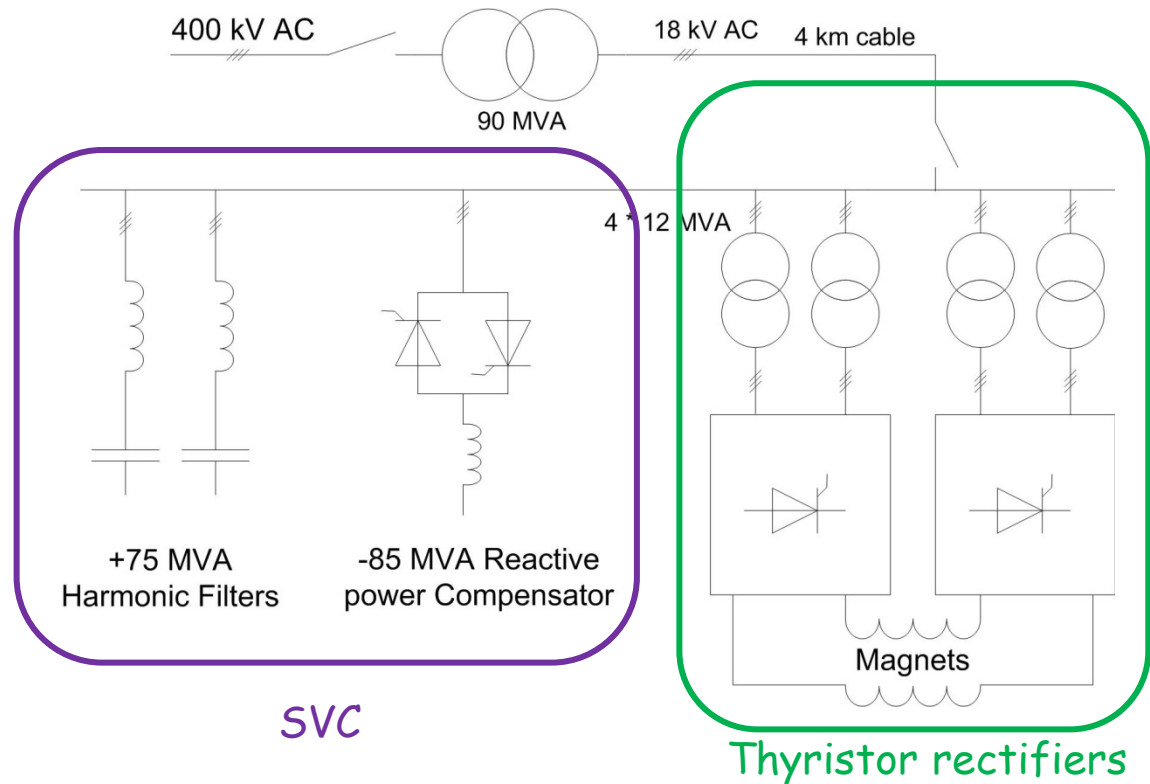 400 kV AC
18 kV AC
4 km cable
90 MVA
4 * 12 MVA
+75 MVA
Harmonic Filters
-85 MVA Reactive
power Compensator
Magnets
SVC
Thyristor rectifiers